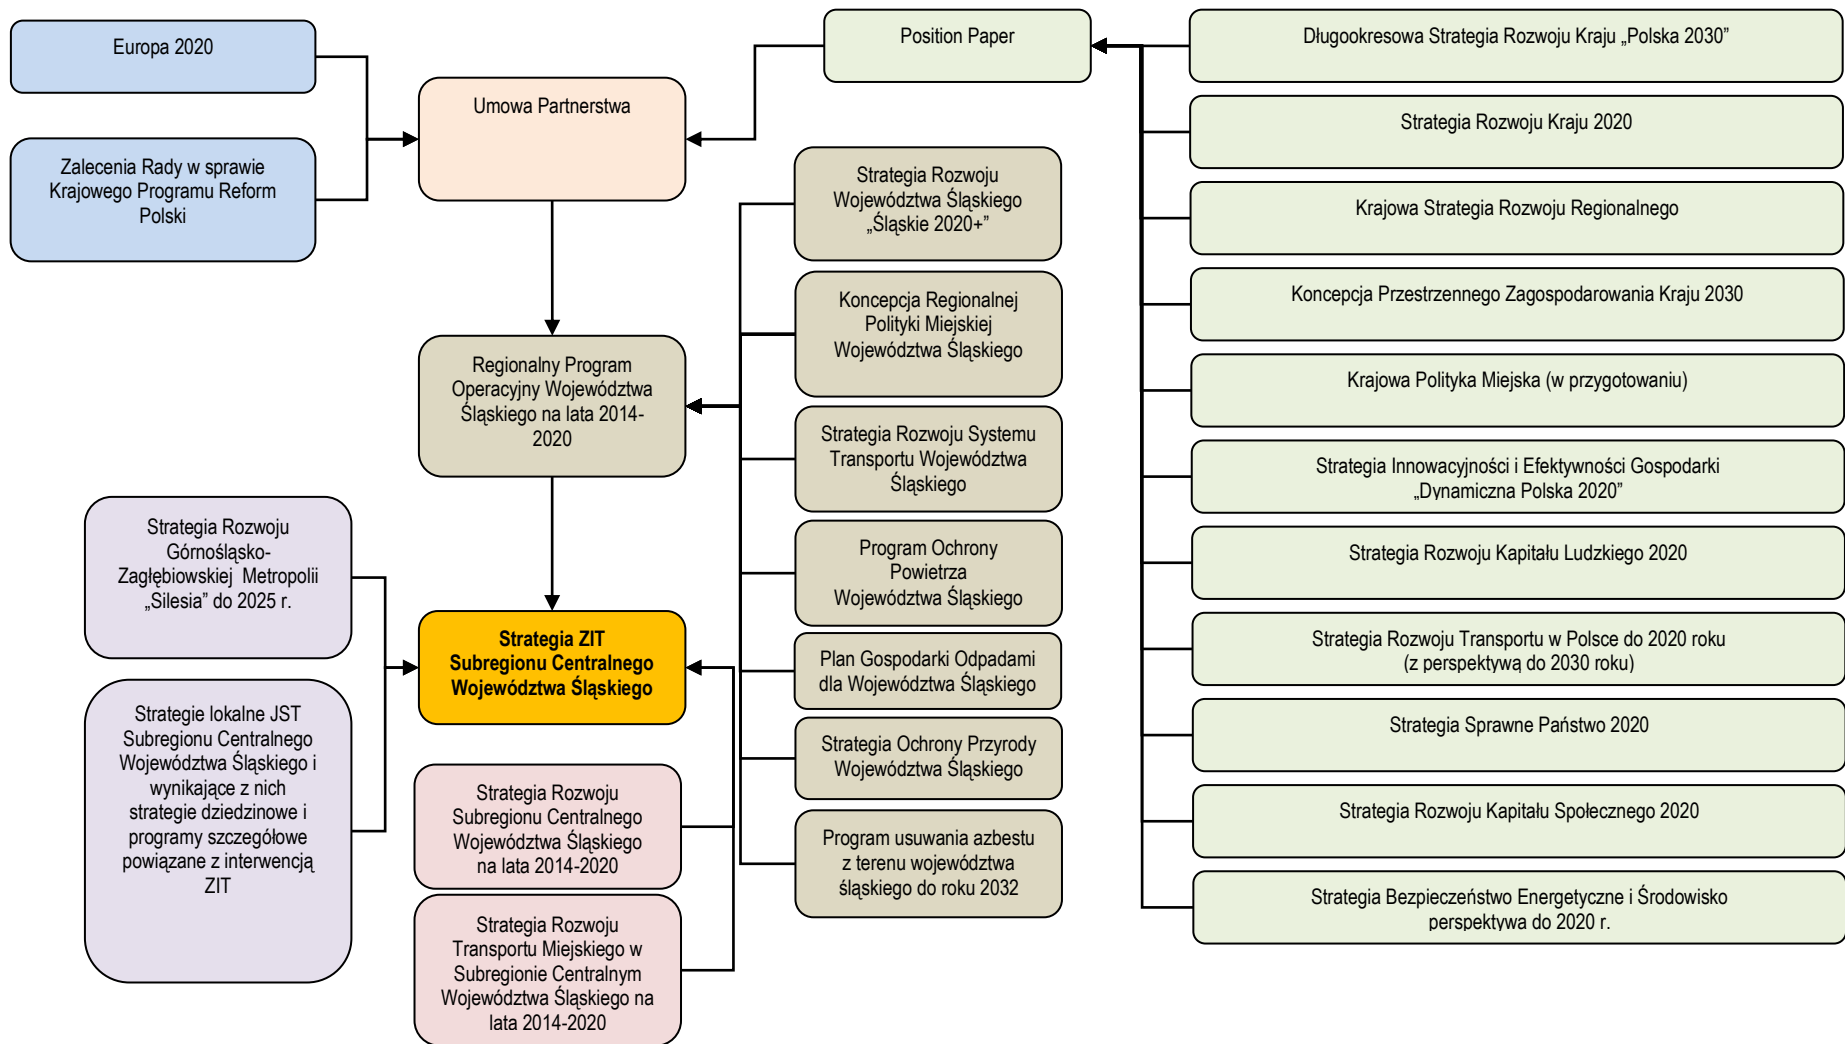 Europa 2020
Zalecenia Rady w sprawie
Krajowego Programu Reform
Polski
Umowa Partnerstwa
Regionalny Program
Operacyjny Województwa
Śląskiego na lata 2014-
2020
Strategia Rozwoju
Górnośląsko-
Zagłębiowskiej Metropolii
„Silesia” do 2025 r.
Strategie lokalne JST
Subregionu Centralnego
Województwa Śląskiego i
wynikające z nich
strategie dziedzinowe i
programy szczegółowe
powiązane z interwencją
ZIT
Strategia ZIT
Subregionu Centralnego
Województwa Śląskiego
Strategia Rozwoju
Subregionu Centralnego
Województwa Śląskiego
na lata 2014-2020
Strategia Rozwoju
Transportu Miejskiego w
Subregionie Centralnym
Województwa Śląskiego na
lata 2014-2020
Position Paper
Strategia Rozwoju
Województwa Śląskiego
„Śląskie 2020+”
Koncepcja Regionalnej
Polityki Miejskiej
Województwa Śląskiego
Strategia Rozwoju Systemu
Transportu Województwa
Śląskiego
Program Ochrony
Powietrza
Województwa Śląskiego
Plan Gospodarki Odpadami
dla Województwa Śląskiego
Strategia Ochrony Przyrody
Województwa Śląskiego
Program usuwania azbestu
z terenu województwa
śląskiego do roku 2032
Długookresowa Strategia Rozwoju Kraju „Polska 2030”
Strategia Rozwoju Kraju 2020
Krajowa Strategia Rozwoju Regionalnego
Koncepcja Przestrzennego Zagospodarowania Kraju 2030
Krajowa Polityka Miejska (w przygotowaniu)
Strategia Innowacyjności i Efektywności Gospodarki
„Dynamiczna Polska 2020”
Strategia Rozwoju Kapitału Ludzkiego 2020
Strategia Rozwoju Transportu w Polsce do 2020 roku
(z perspektywą do 2030 roku)
Strategia Sprawne Państwo 2020
Strategia Rozwoju Kapitału Społecznego 2020
Strategia Bezpieczeństwo Energetyczne i Środowisko
perspektywa do 2020 r.